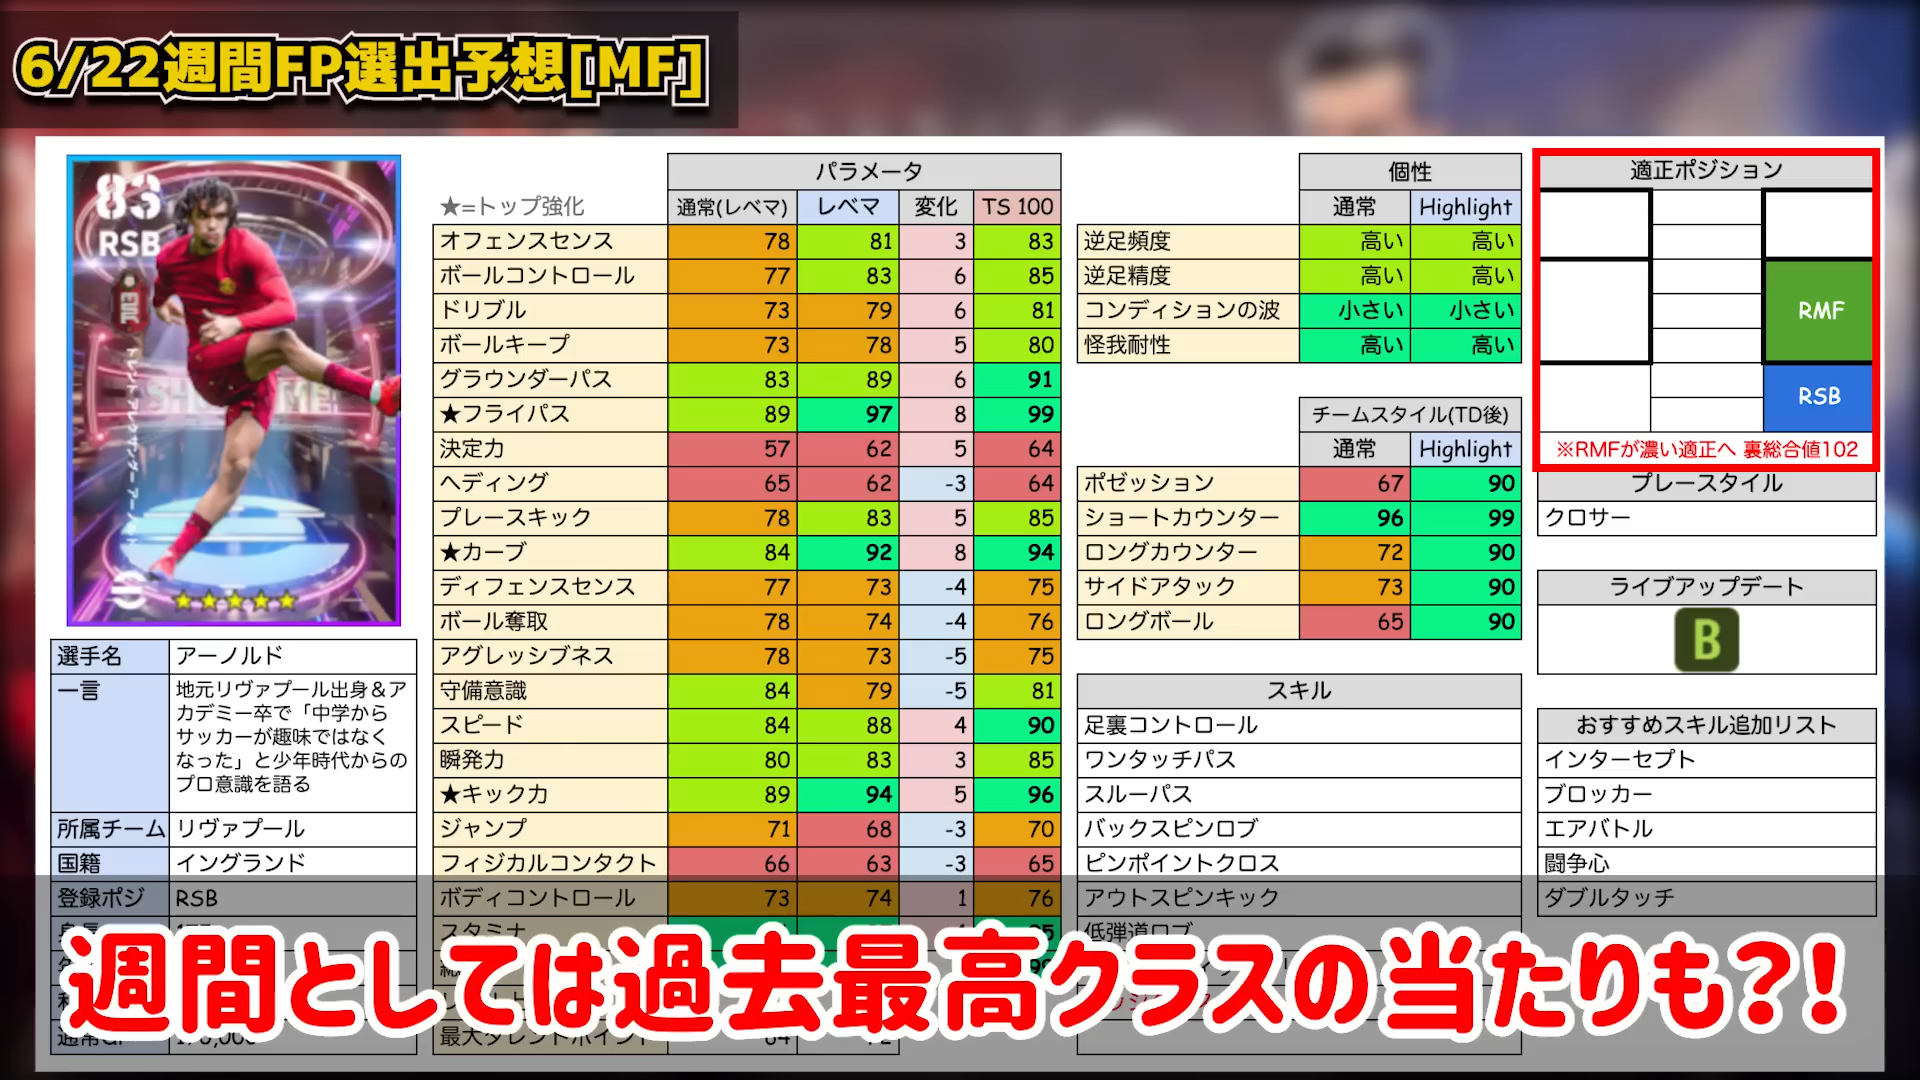 6/22週間FP選出予想[MF]
83
RSB
★=トップ強化
パラメータ
通常(レベマ) レベマ 変化 TS 100
オフェンスセンス 78 81 3 83
ボールコントロール 77 83 6 85
ドリブル 73 79 6 81
ボールキープ 73 78 5 80
グラウンダーパス 83 89 6 91
★フライパス 89 97 8 99
決定力 57 62 5 64
ヘディング 65 62 -3 64
プレースキック 78 83 5 85
★カーブ 84 92 8 94
ディフェンスセンス 77 73 -4 75
ボール奪取 78 74 -4 76
アグレッシブネス 78 73 -5 75
守備意識 84 79 -5 81
スピード 84 88 4 90
瞬発力 80 83 3 85
★キック力 89 94 5 96
ジャンプ 71 68 -3 70
フィジカルコンタクト 66 63 -3 65
ボディコントロール 73 74 1 76
スタミナ
選手名 アーノルド
一言 地元リヴァプール出身＆ア
カデミー卒で「中学から
サッカーが趣味ではなく
なった」と少年時代からの
プロ意識を語る
所属チーム リヴァプール
国籍 イングランド
登録ポジ RSB
個性
通常 Highlight
逆足頻度 高い 高い
逆足精度 高い 高い
コンディションの波 小さい 小さい
怪我耐性 高い 高い
チームスタイル(TD後)
通常 Highlight
ポゼッション 67 90
ショートカウンター 96 99
ロングカウンター 72 90
サイドアタック 73 90
ロングボール 65 90
スキル
足裏コントロール
ワンタッチパス
スルーパス
バックスピンロブ
ピンポイントクロス
アウトスピンキック
低弾道ロブ
適正ポジション
RMF
RSB
※RMFが濃い適正へ 裏総合値102
プレースタイル
クロサー
ライブアップデート
B
おすすめスキル追加リスト
インターセプト
ブロッカー
エアバトル
闘争心
ダブルタッチ
週間としては過去最高クラスの当たりも?!
最大タレントポイント